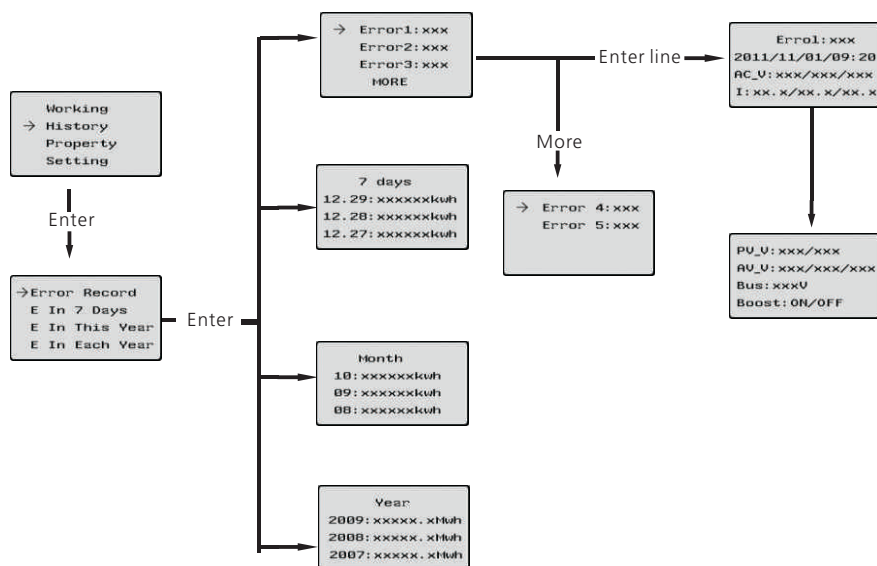 Working
→ History
Property
Setting
Enter
→Error Record
E In 7 Days
E In This Year
E In Each Year
Enter
→ Error1:xxx
Error2:xxx
Error3:xxx
MORE
7 days
12.29:xxxxxxkwh
12.28:xxxxxxkwh
12.27:xxxxxxkwh
Month
10:xxxxxxkwh
09:xxxxxxkwh
08:xxxxxxkwh
Year
2009:xxxxx.xMwh
2008:xxxxx.xMwh
2007:xxxxx.xMwh
More
→ Error 4:xxx
Error 5:xxx
Enter line
Erro1:xxx
2011/11/01/09:20
AC_V:xxx/xxx/xxx
I:xx.x/xx.x/xx.x
PV_V:xxx/xxx
AV_V:xxx/xxx/xxx
Bus:xxxV
Boost:ON/OFF